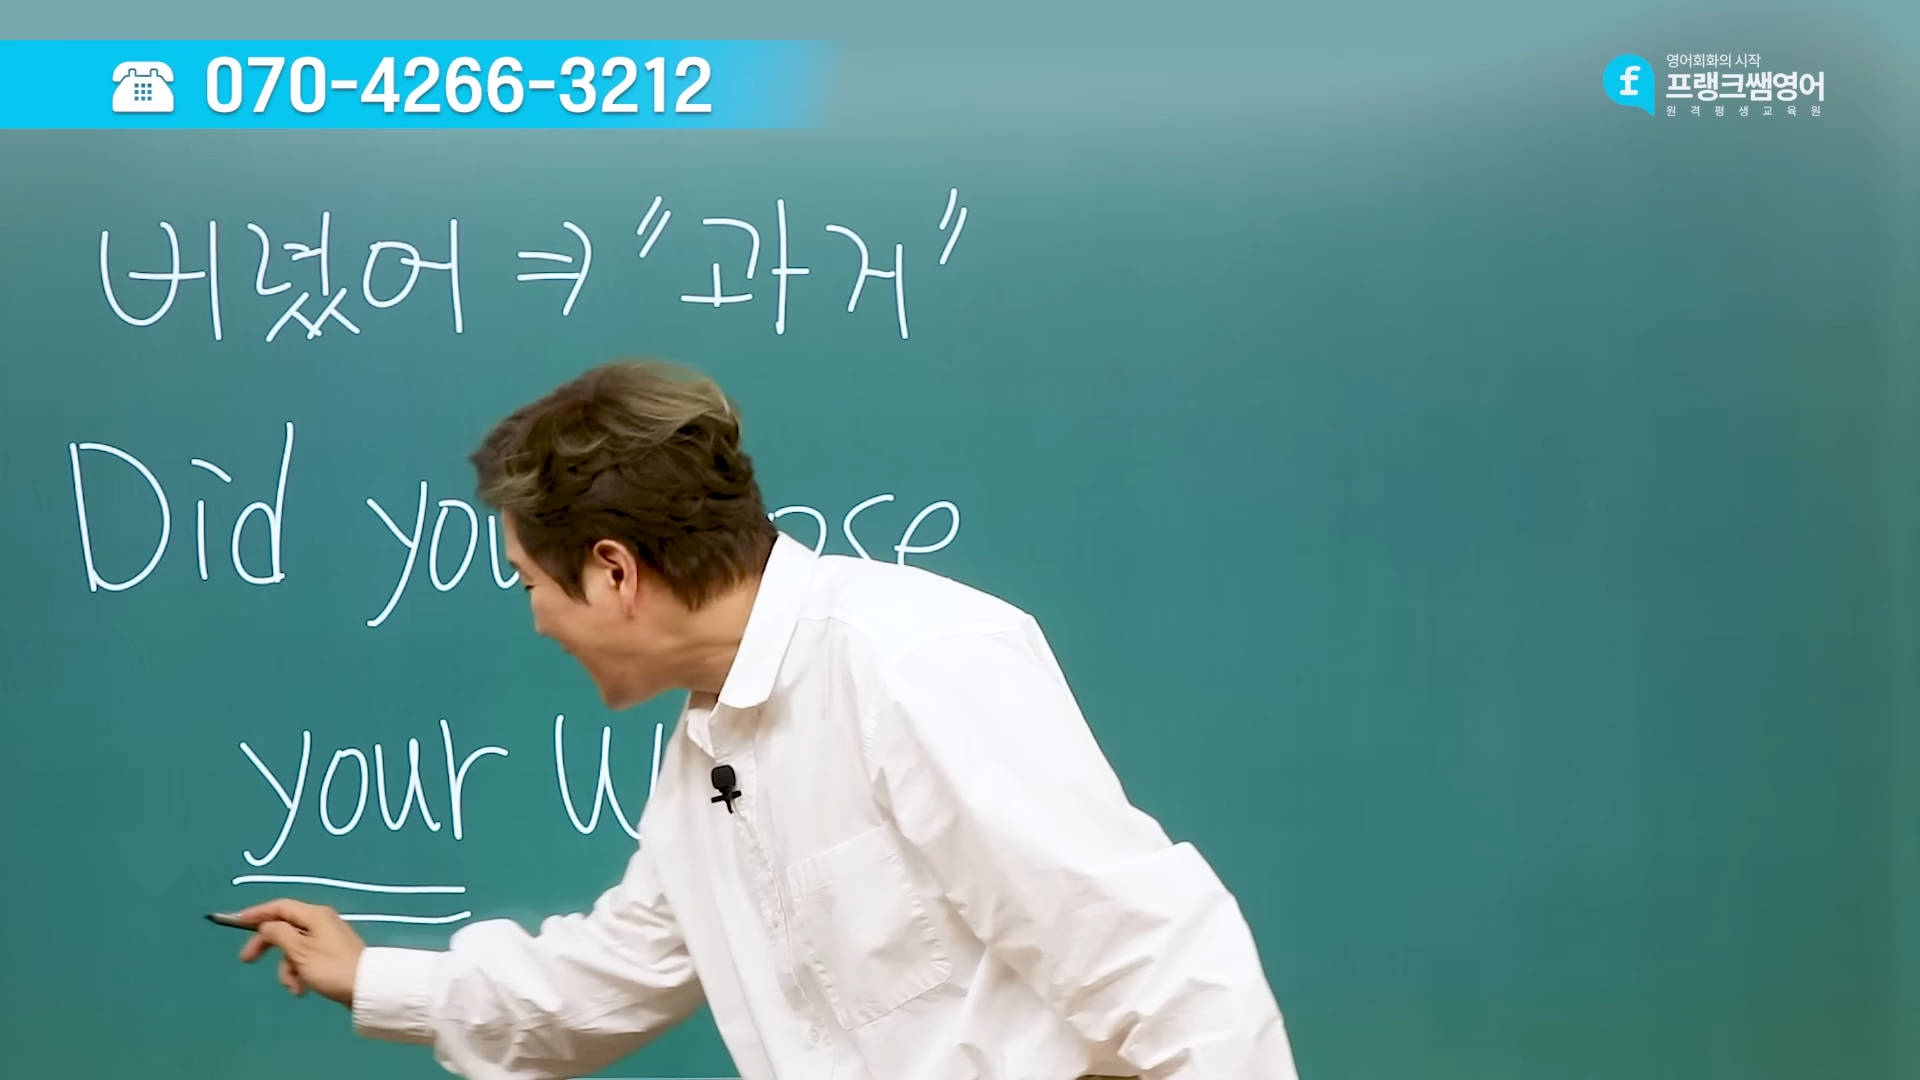 070-4266-3212
영어회화의 시작
프랭크쌤영어
원격평생교육원
버렸어 ⇒ "과거"
Did
your